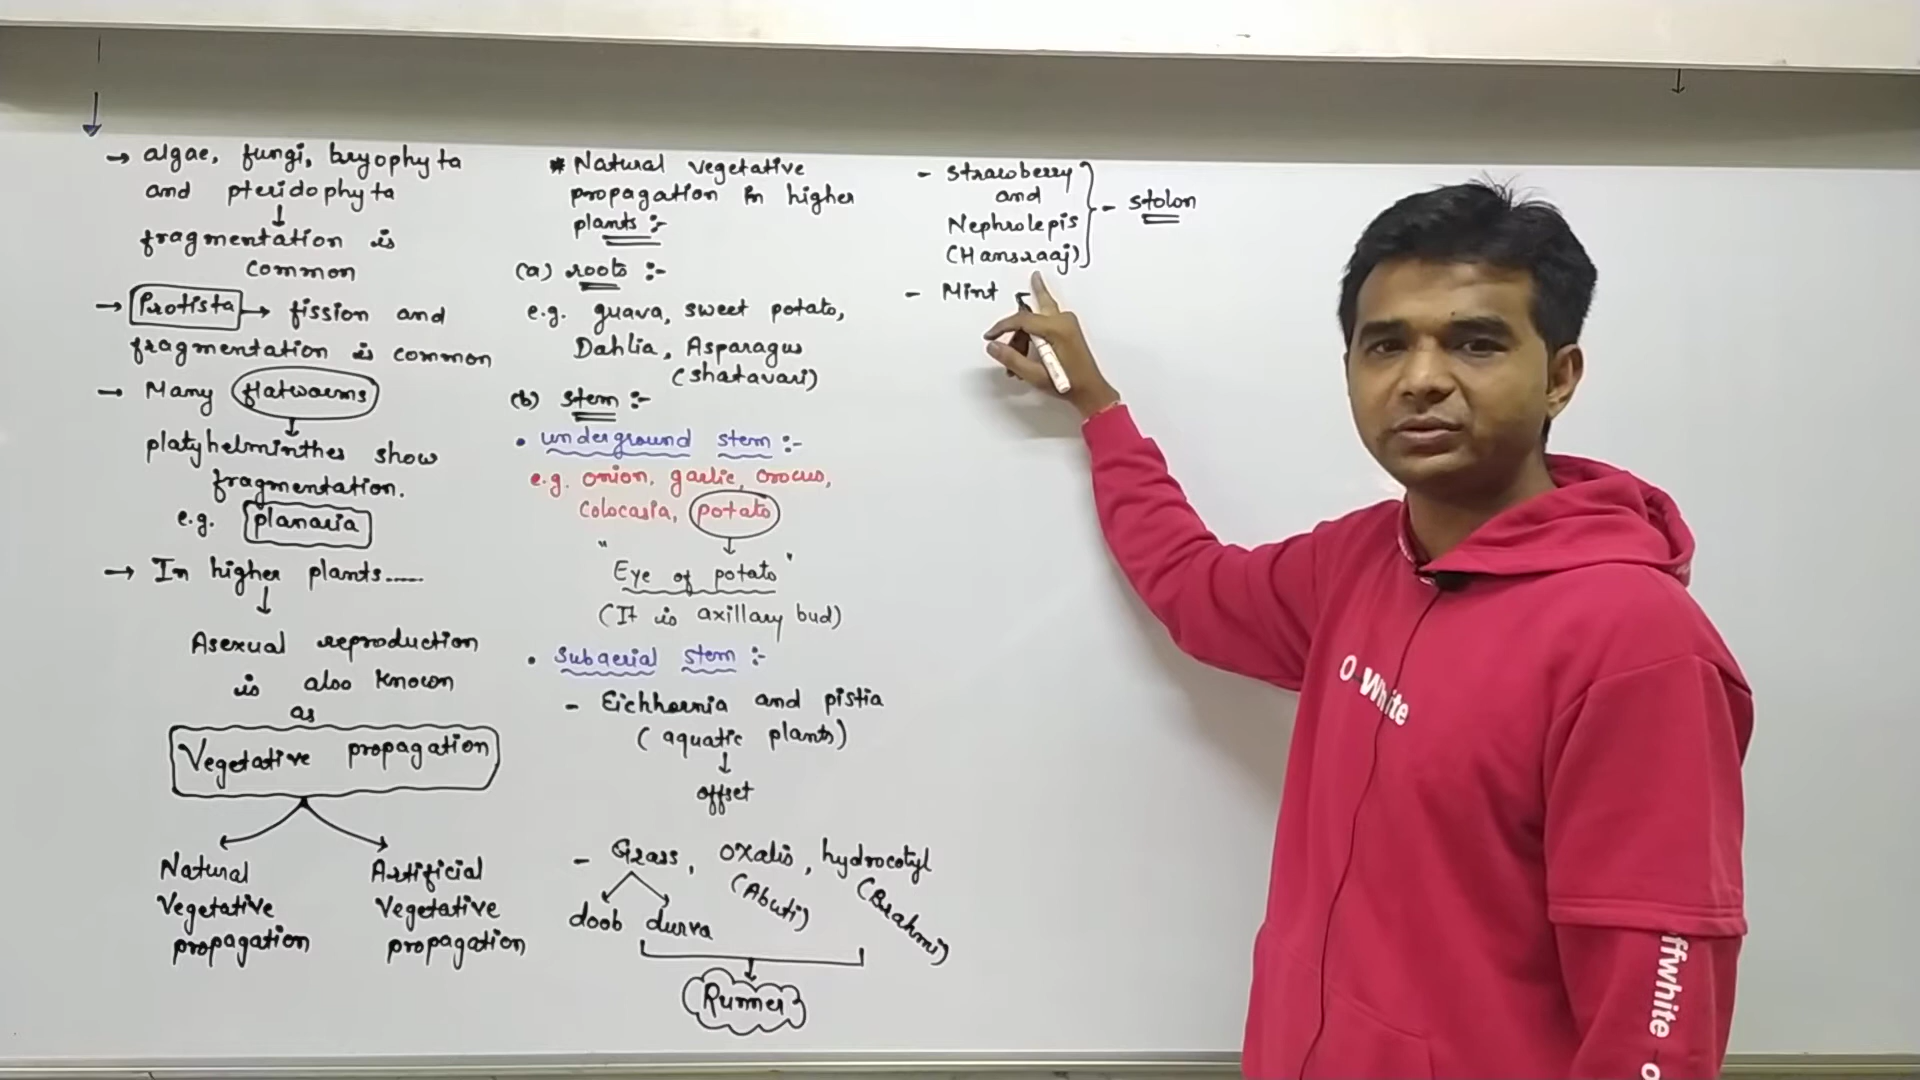 → algae, fungi, bryophyta
and pteridophyta
↓
fragmentation is
common
→ Protista → fission and
fragmentation is common
→ Many flatworms
↓
platyhelminthes show
fragmentation.
e.g. planaria
→ In higher plants......
↓
Asexual reproduction
is also known
as
Vegetative propagation
Natural
Vegetative
propagation
Artificial
Vegetative
propagation
* Natural vegetative
propagation in higher
plants :-
(a) roots :-
e.g. guava, sweet potato,
Dahlia, Asparagus
(shatavari)
(b) stem :-
• underground stem :-
e.g. onion, garlic, crocus,
Colocasia, potato
↓
"Eye of potato"
(It is axillary bud)
• Subaerial stem :-
- Eichhornia and pistia
(aquatic plants)
↓
offset
- Grass, oxalis, hydrocotyl
(Abuti) (Brahmi)
doob durva
Runner
- Strawberry
and
Nephrolepis
(Hansraaj)
- stolon
- Mint -
O White
ffwhite o